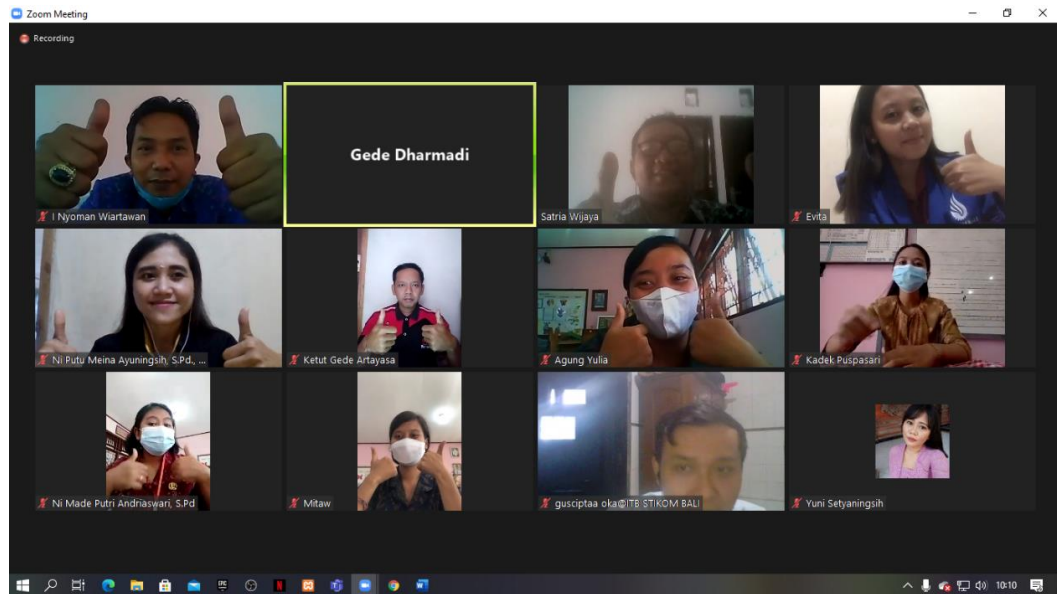 Zoom Meeting
Recording
I Nyoman Wiartawan
Gede Dharmadi
Satria Wijaya
Evita
Ni Putu Meina Ayuningsih, S.Pd., ...
Ketut Gede Artayasa
Agung Yulia
Kadek Puspasari
Ni Made Putri Andriaswari, S.Pd
Mitaw
gusciptaa oka@ITB STIKOM BALI
Yuni Setyaningsih
10:10